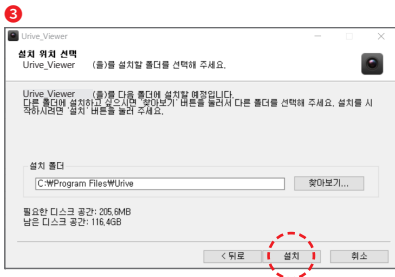 3
Urive_Viewer
설치 위치 선택
Urive_Viewer (을)를 설치할 폴더를 선택해 주세요.
Urive_Viewer (을)를 다음 폴더에 설치할 예정입니다.
다른 폴더에 설치하고 싶으시면 '찾아보기' 버튼을 눌러서 다른 폴더를 선택해 주세요. 설치를 시
작하시려면 '설치' 버튼을 눌러 주세요.
설치 폴더
C:₩Program Files₩Urive
찾아보기...
필요한 디스크 공간: 205.6MB
남은 디스크 공간: 116.4GB
< 뒤로
설치
취소